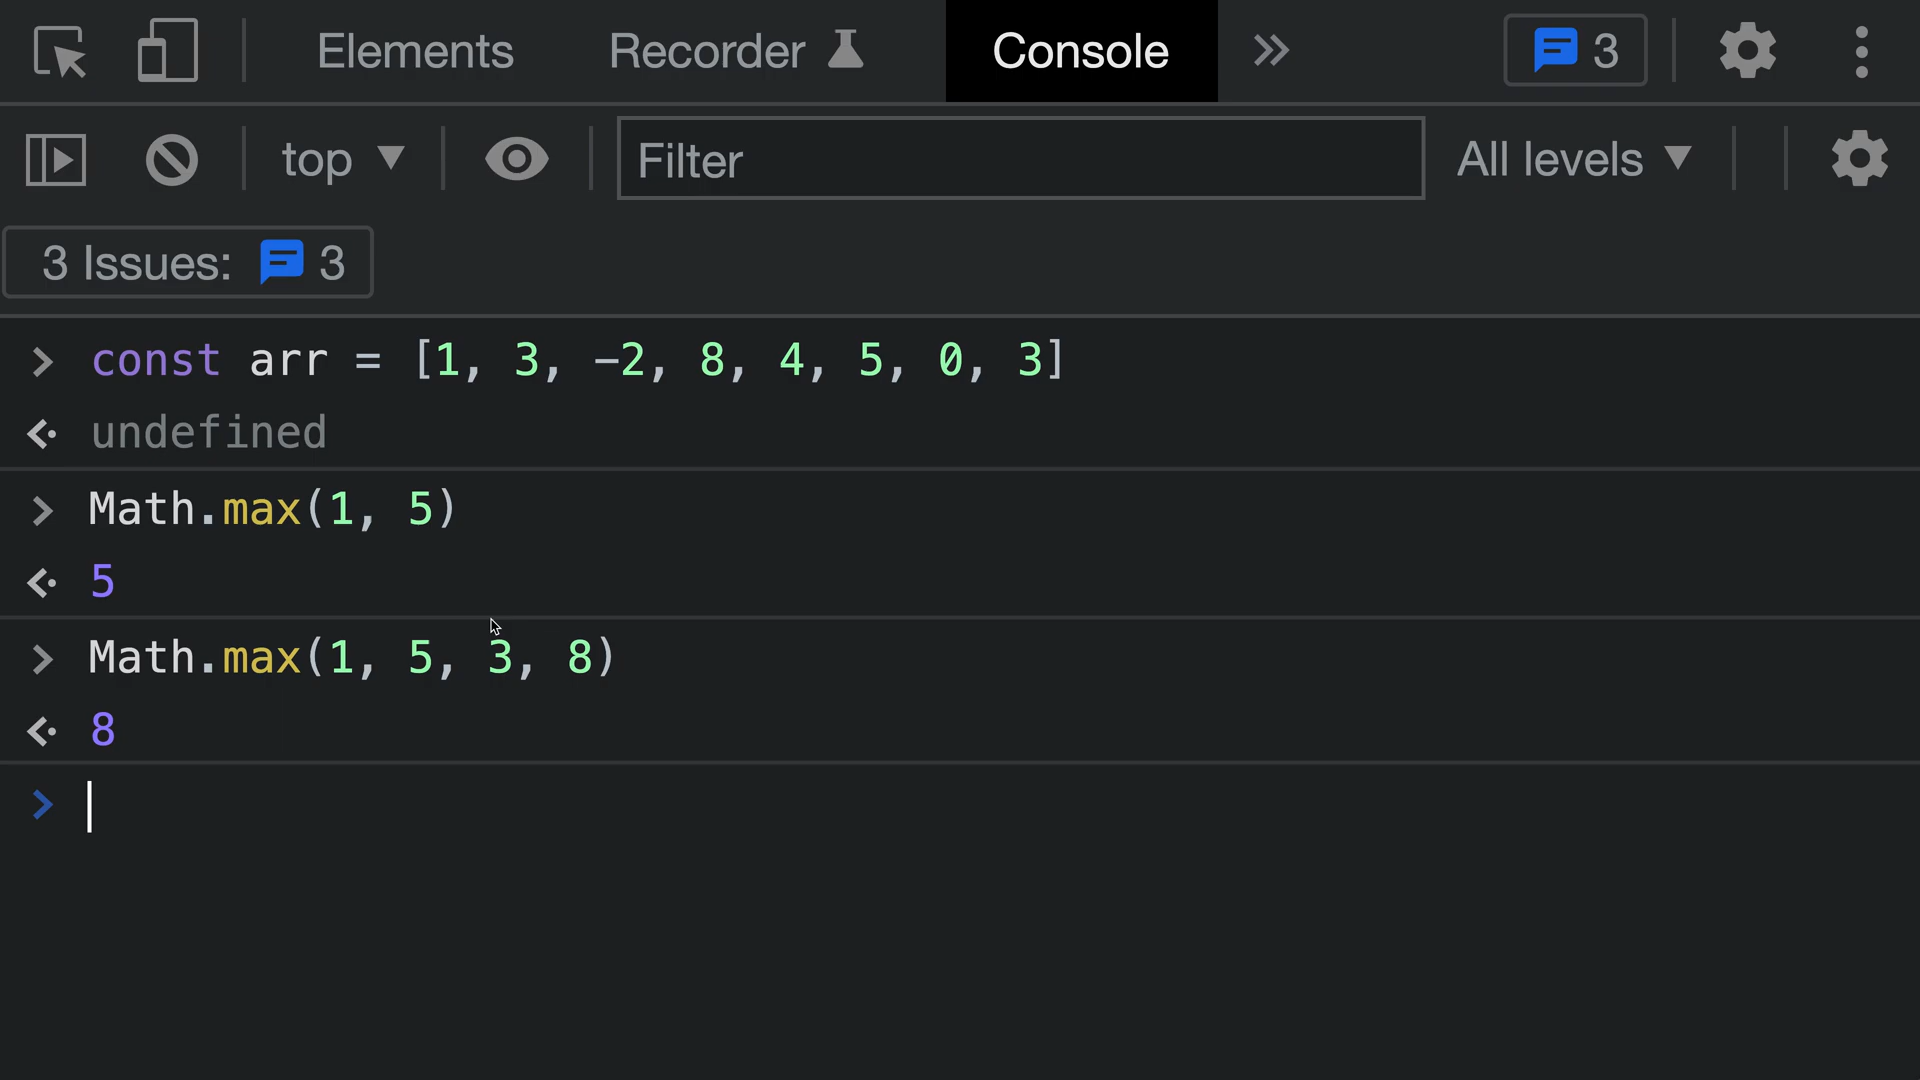 Elements Recorder Console 3
top Filter All levels
3 Issues: 3
const arr = [1, 3, −2, 8, 4, 5, 0, 3]
undefined
Math.max(1, 5)
5
Math.max(1, 5, 3, 8)
8